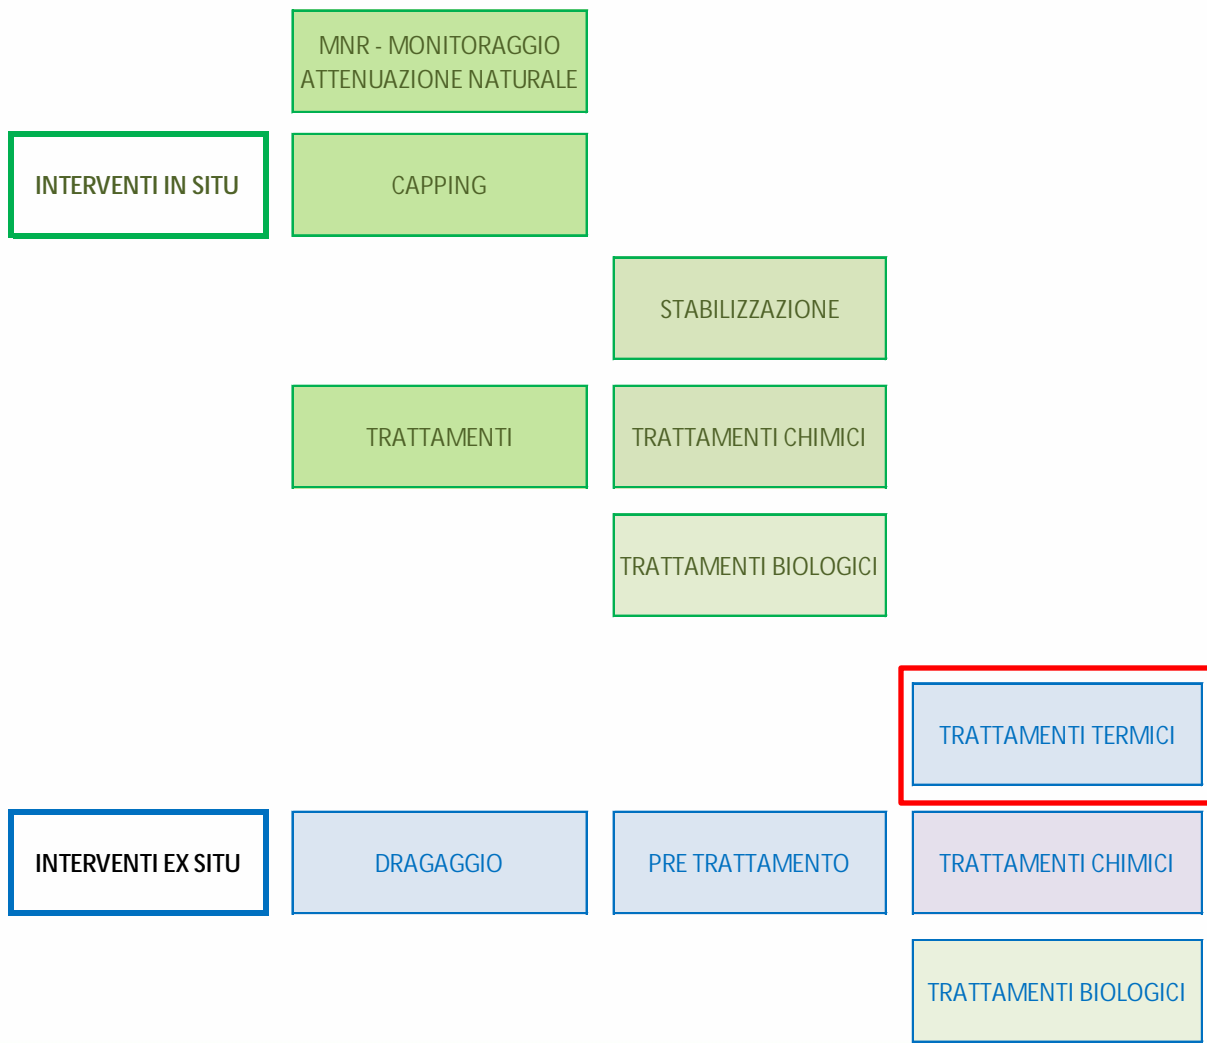 MNR - MONITORAGGIO
ATTENUAZIONE NATURALE
INTERVENTI IN SITU
CAPPING
STABILIZZAZIONE
TRATTAMENTI
TRATTAMENTI CHIMICI
TRATTAMENTI BIOLOGICI
TRATTAMENTI TERMICI
INTERVENTI EX SITU
DRAGAGGIO
PRE TRATTAMENTO
TRATTAMENTI CHIMICI
TRATTAMENTI BIOLOGICI